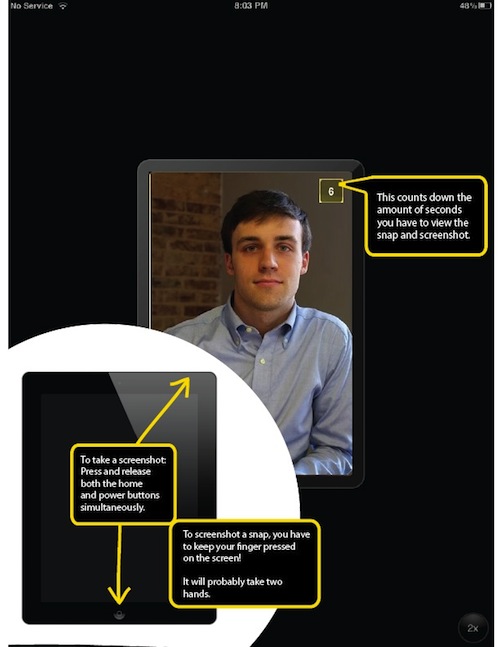 No Service 8:03 PM 48%
6
This counts down the
amount of seconds
you have to view the
snap and screenshot.
To take a screenshot:
Press and release
both the home
and power buttons
simultaneously.
To screenshot a snap, you have
to keep your finger pressed
on the screen!
It will probably take two
hands.
2x